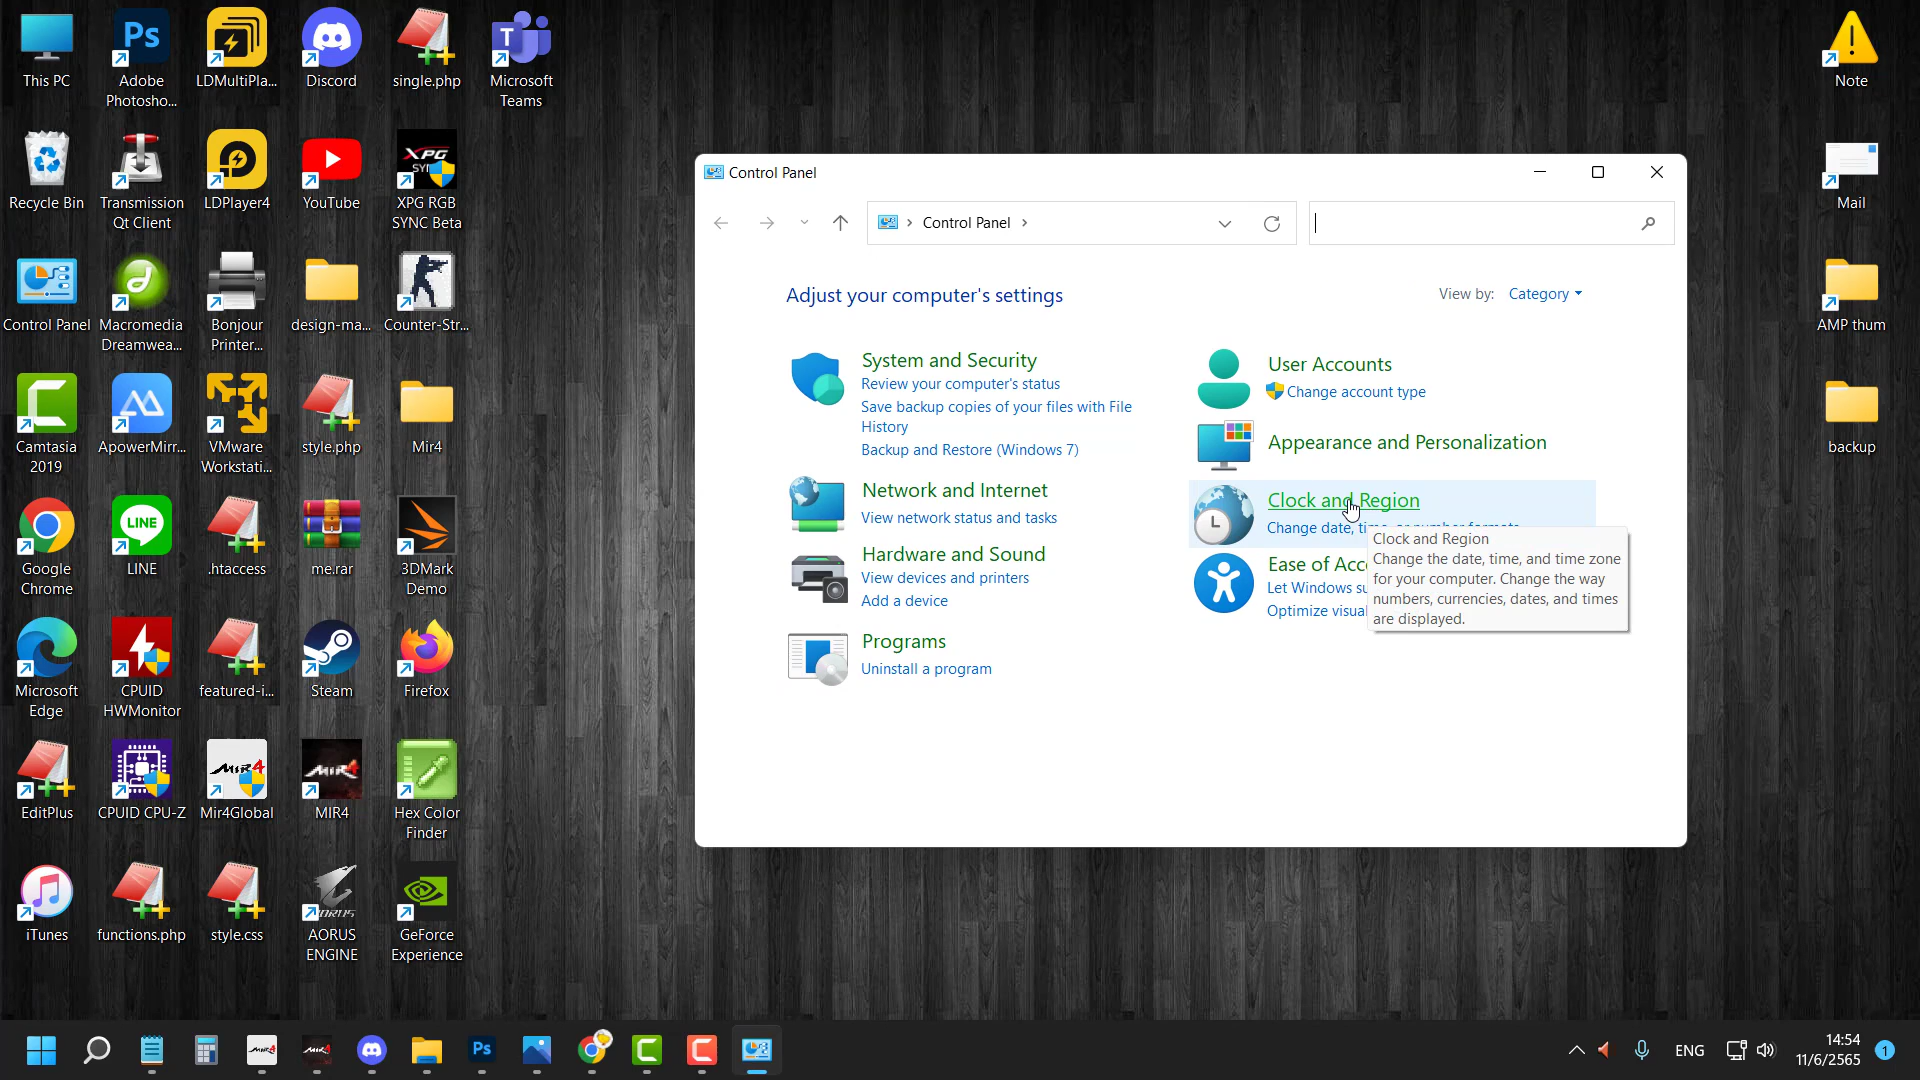 This PC
Adobe
Photosho...
LDMultiPla...
Discord
single.php
Microsoft
Teams
Note
Recycle Bin
Transmission
Qt Client
LDPlayer4
YouTube
XPG RGB
SYNC Beta
Mail
Control Panel
Macromedia
Dreamwea...
Bonjour
Printer...
design-ma...
Counter-Str...
AMP thum
Camtasia
2019
ApowerMirr...
VMware
Workstati...
style.php
Mir4
backup
Google
Chrome
LINE
.htaccess
me.rar
3DMark
Demo
Microsoft
Edge
CPUID
HWMonitor
featured-i...
Steam
Firefox
EditPlus
CPUID CPU-Z
Mir4Global
MIR4
Hex Color
Finder
iTunes
functions.php
style.css
AORUS
ENGINE
GeForce
Experience
Control Panel
Control Panel
Adjust your computer's settings
View by: Category
System and Security
Review your computer's status
Save backup copies of your files with File
History
Backup and Restore (Windows 7)
Network and Internet
View network status and tasks
Hardware and Sound
View devices and printers
Add a device
Programs
Uninstall a program
User Accounts
Change account type
Appearance and Personalization
Clock and Region
Change date, time, or number formats
Ease of Acc
Let Windows su
Optimize visual
Clock and Region
Change the date, time, and time zone
for your computer. Change the way
numbers, currencies, dates, and times
are displayed.
ENG
14:54
11/6/2565
1